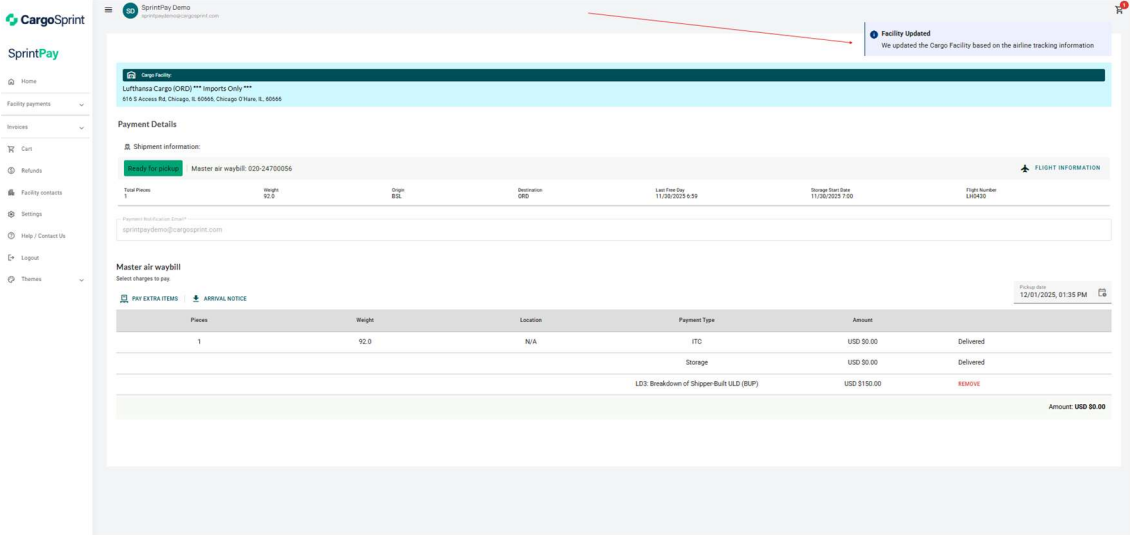 CargoSprint
SprintPay
Home
Facility payments
Invoices
Cart
Refunds
Facility contacts
Settings
Help / Contact Us
Logout
Themes
SD
SprintPay Demo
sprintpaydemo@cargosprint.com
1
Facility Updated
We updated the Cargo Facility based on the airline tracking information
Cargo Facility:
Lufthansa Cargo (ORD) *** Imports Only ***
616 S Access Rd, Chicago, IL 60666, Chicago O'Hare, IL, 60666
Payment Details
Shipment information:
Ready for pickup
Master air waybill: 020-24700056
FLIGHT INFORMATION
Total Pieces Weight Origin Destination Last Free Day Storage Start Date Flight Number
1 92.0 BSL ORD 11/30/2025 6:59 11/30/2025 7:00 LH0430
Payment Notification Email*
sprintpaydemo@cargosprint.com
Master air waybill
Select charges to pay.
PAY EXTRA ITEMS ARRIVAL NOTICE
Pickup date
12/01/2025, 01:35 PM
Pieces Weight Location Payment Type Amount
1 92.0 N/A ITC USD $0.00 Delivered
Storage USD $0.00 Delivered
LD3: Breakdown of Shipper-Built ULD (BUP) USD $150.00 REMOVE
Amount: USD $0.00